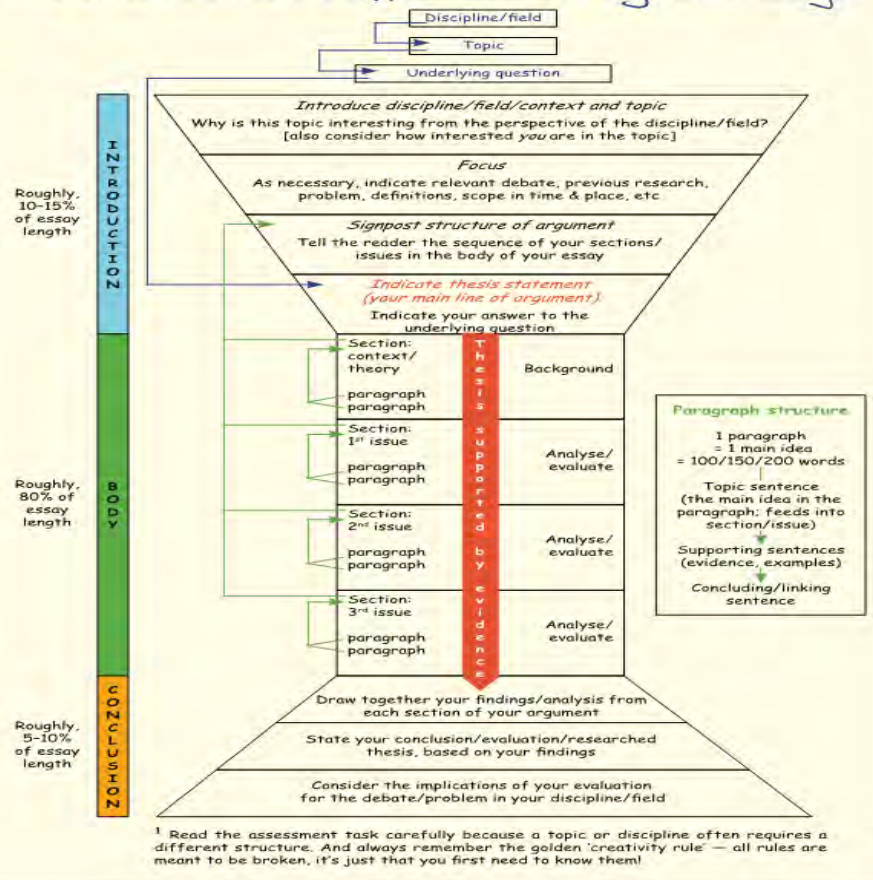 Discipline/field
Topic
Underlying question
Introduce discipline/field/context and topic
Why is this topic interesting from the perspective of the discipline/field?
[also consider how interested you are in the topic]
Focus
As necessary, indicate relevant debate, previous research,
problem, definitions, scope in time & place, etc
Signpost structure of argument
Tell the reader the sequence of your sections/
issues in the body of your essay
Indicate thesis statement
(your main line of argument).
Indicate your answer to the
underlying question
INTRODUCTION
Roughly,
10-15%
of essay
length
Section:
context/
theory
paragraph
paragraph
Background
Section:
1st issue
paragraph
paragraph
Analyse/
evaluate
Section:
2nd issue
paragraph
paragraph
Analyse/
evaluate
Section:
3rd issue
paragraph
paragraph
Analyse/
evaluate
Thesis supported by evidence
BODY
Roughly,
80% of
essay
length
Paragraph structure
1 paragraph
= 1 main idea
= 100/150/200 words
Topic sentence
(the main idea in the
paragraph; feeds into
section/issue)
Supporting sentences
(evidence, examples)
Concluding/linking
sentence
CONCLUSION
Roughly,
5-10%
of essay
length
Draw together your findings/analysis from
each section of your argument
State your conclusion/evaluation/researched
thesis, based on your findings
Consider the implications of your evaluation
for the debate/problem in your discipline/field
1 Read the assessment task carefully because a topic or discipline often requires a
different structure. And always remember the golden 'creativity rule' — all rules are
meant to be broken, it's just that you first need to know them!